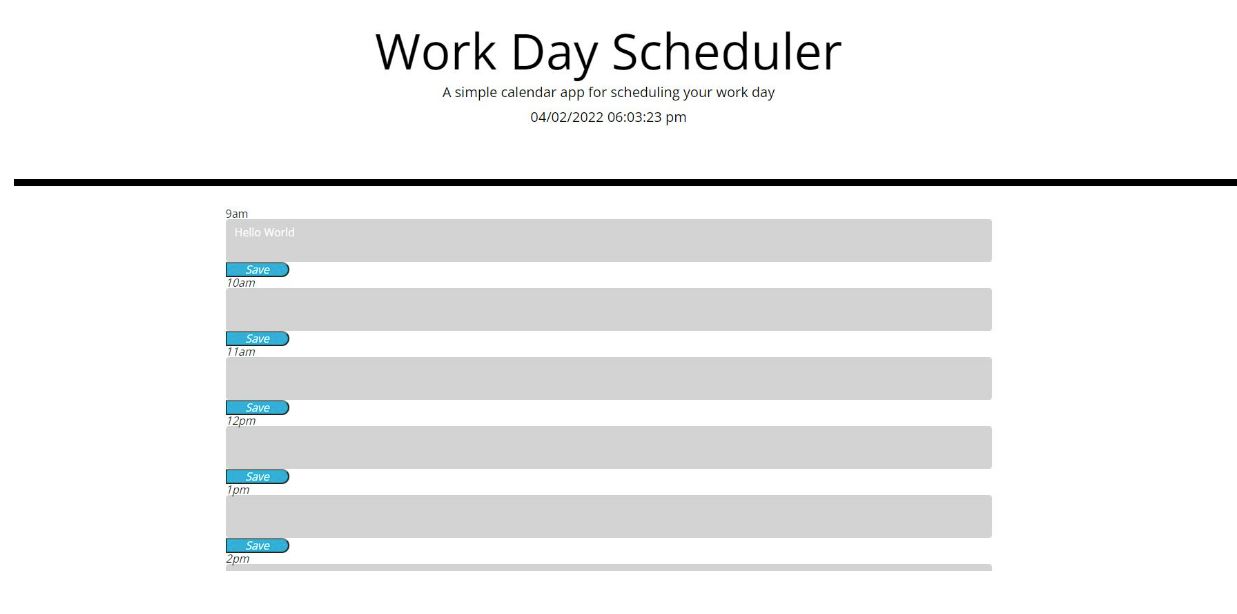 Work Day Scheduler
A simple calendar app for scheduling your work day
04/02/2022 06:03:23 pm
9am
Hello World
Save
10am
Save
11am
Save
12pm
Save
1pm
Save
2pm